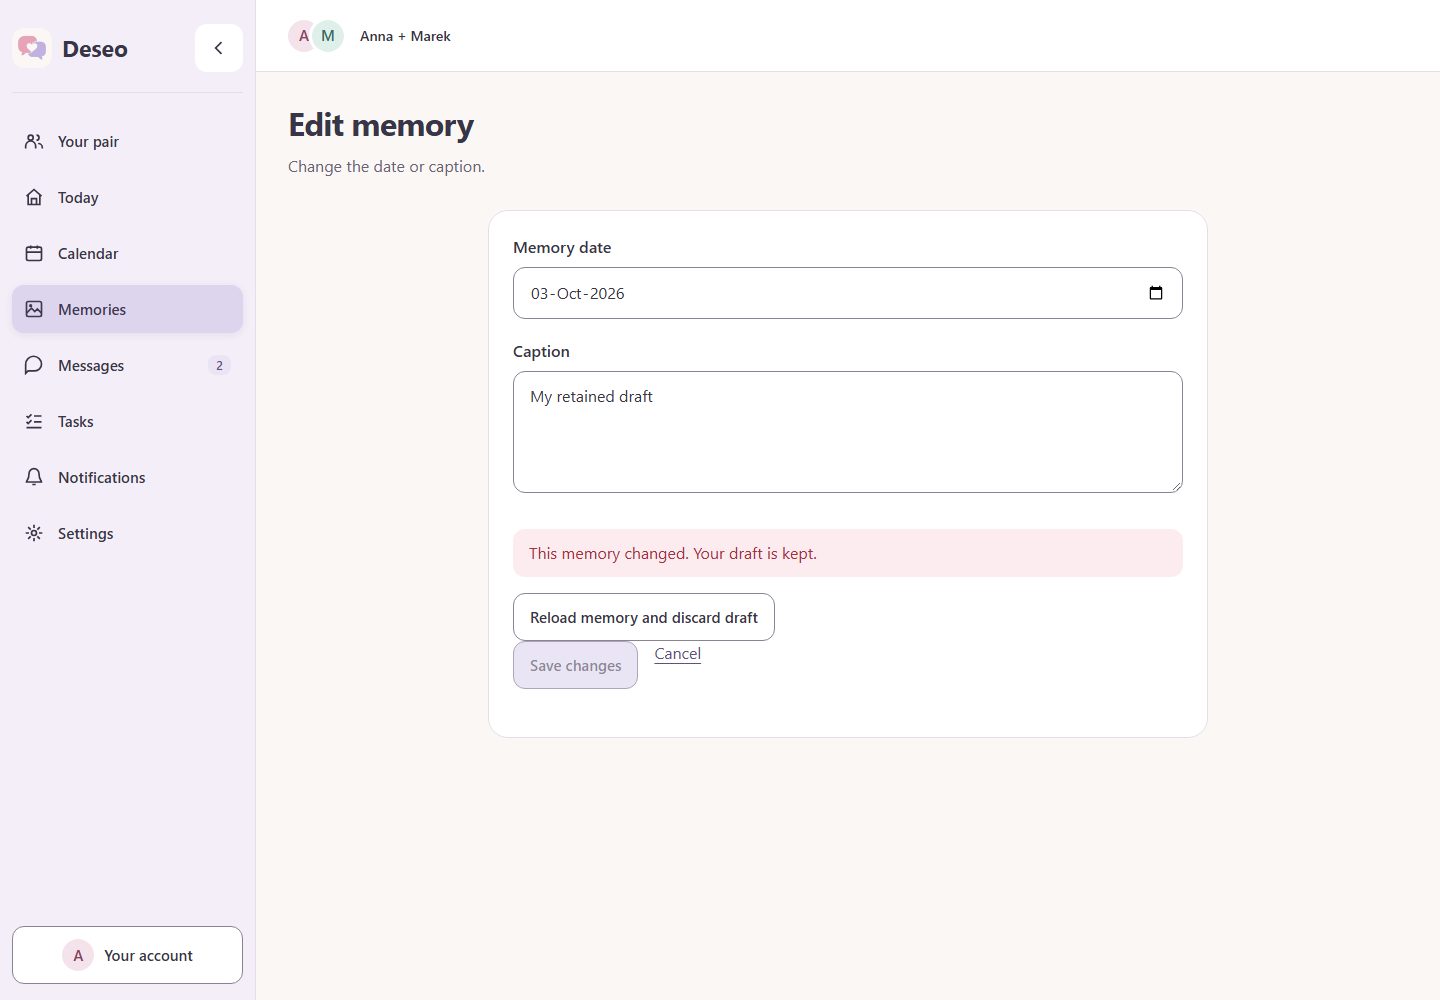 Deseo
Your pair
Today
Calendar
Memories
Messages 2
Tasks
Notifications
Settings
A Your account
A M Anna + Marek
Edit memory
Change the date or caption.
Memory date
03-Oct-2026
Caption
My retained draft
This memory changed. Your draft is kept.
Reload memory and discard draft
Save changes Cancel